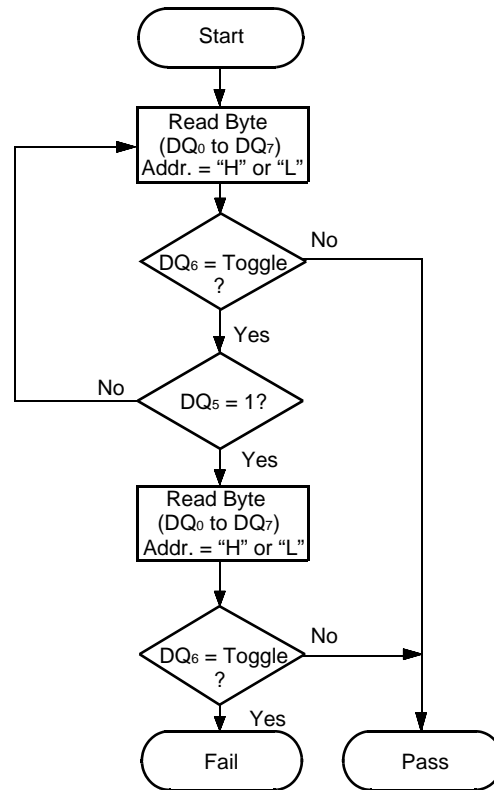 Start
Read Byte
(DQ0 to DQ7)
Addr. = “H” or “L”
No
DQ6 = Toggle
?
Yes
No
DQ5 = 1?
Yes
Read Byte
(DQ0 to DQ7)
Addr. = “H” or “L”
No
DQ6 = Toggle
?
Yes
Fail
Pass